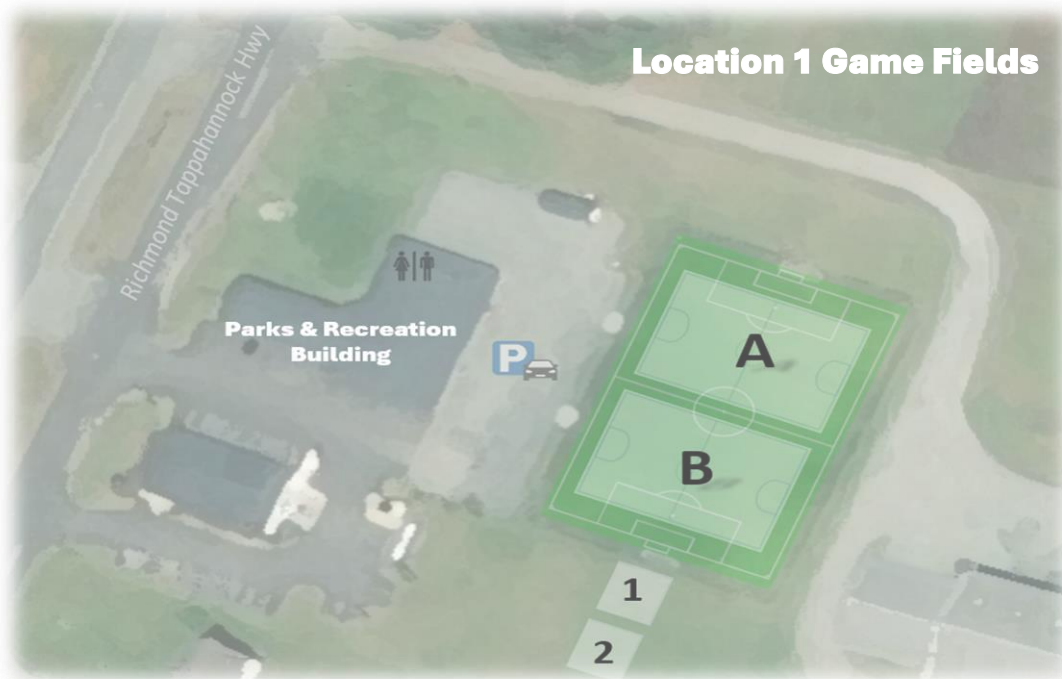 Location 1 Game Fields
Richmond Tappahannock Hwy
Parks & Recreation
Building
P
A
B
1
2